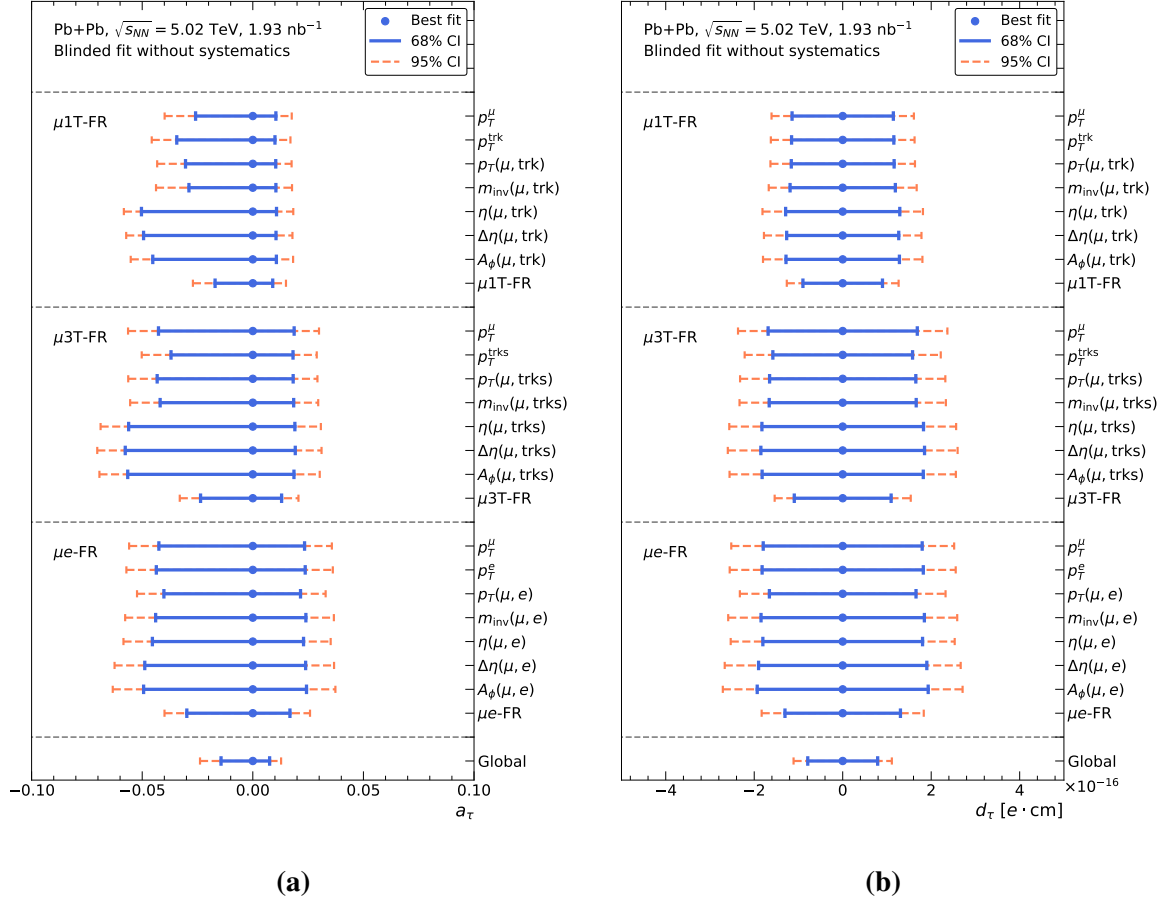 Pb+Pb, √s_NN = 5.02 TeV, 1.93 nb⁻¹
Blinded fit without systematics
Best fit
68% CI
95% CI
μ1T-FR
p_T^μ
p_T^trk
p_T(μ, trk)
m_inv(μ, trk)
η(μ, trk)
Δη(μ, trk)
A_ϕ(μ, trk)
μ1T-FR
μ3T-FR
p_T^μ
p_T^trks
p_T(μ, trks)
m_inv(μ, trks)
η(μ, trks)
Δη(μ, trks)
A_ϕ(μ, trks)
μ3T-FR
μe-FR
p_T^μ
p_T^e
p_T(μ, e)
m_inv(μ, e)
η(μ, e)
Δη(μ, e)
A_ϕ(μ, e)
μe-FR
Global
−0.10 −0.05 0.00 0.05 0.10
a_τ
(a)
Pb+Pb, √s_NN = 5.02 TeV, 1.93 nb⁻¹
Blinded fit without systematics
Best fit
68% CI
95% CI
μ1T-FR
p_T^μ
p_T^trk
p_T(μ, trk)
m_inv(μ, trk)
η(μ, trk)
Δη(μ, trk)
A_ϕ(μ, trk)
μ1T-FR
μ3T-FR
p_T^μ
p_T^trks
p_T(μ, trks)
m_inv(μ, trks)
η(μ, trks)
Δη(μ, trks)
A_ϕ(μ, trks)
μ3T-FR
μe-FR
p_T^μ
p_T^e
p_T(μ, e)
m_inv(μ, e)
η(μ, e)
Δη(μ, e)
A_ϕ(μ, e)
μe-FR
Global
−4 −2 0 2 4
×10⁻¹⁶
d_τ [e · cm]
(b)